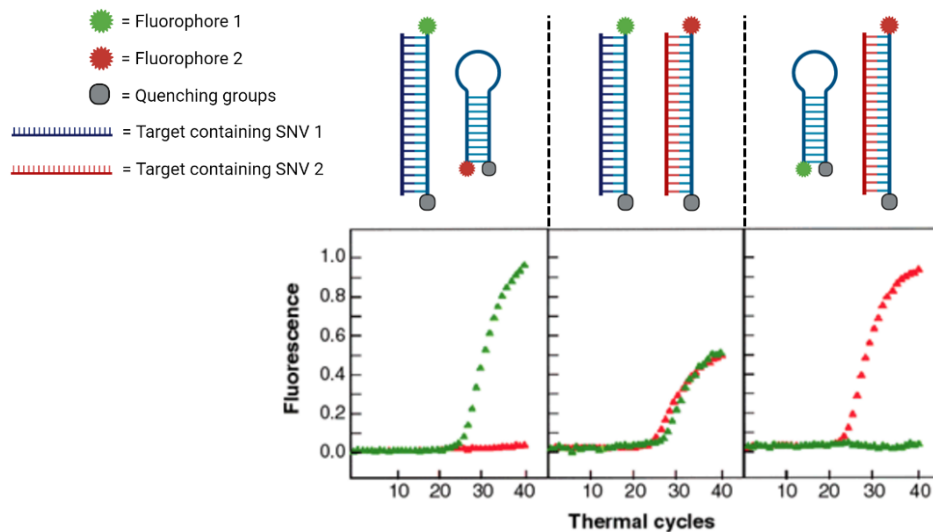 = Fluorophore 1
= Fluorophore 2
= Quenching groups
= Target containing SNV 1
= Target containing SNV 2
Fluorescence
1.0
0.8
0.6
0.4
0.2
0.0
10 20 30 40 10 20 30 40 10 20 30 40
Thermal cycles